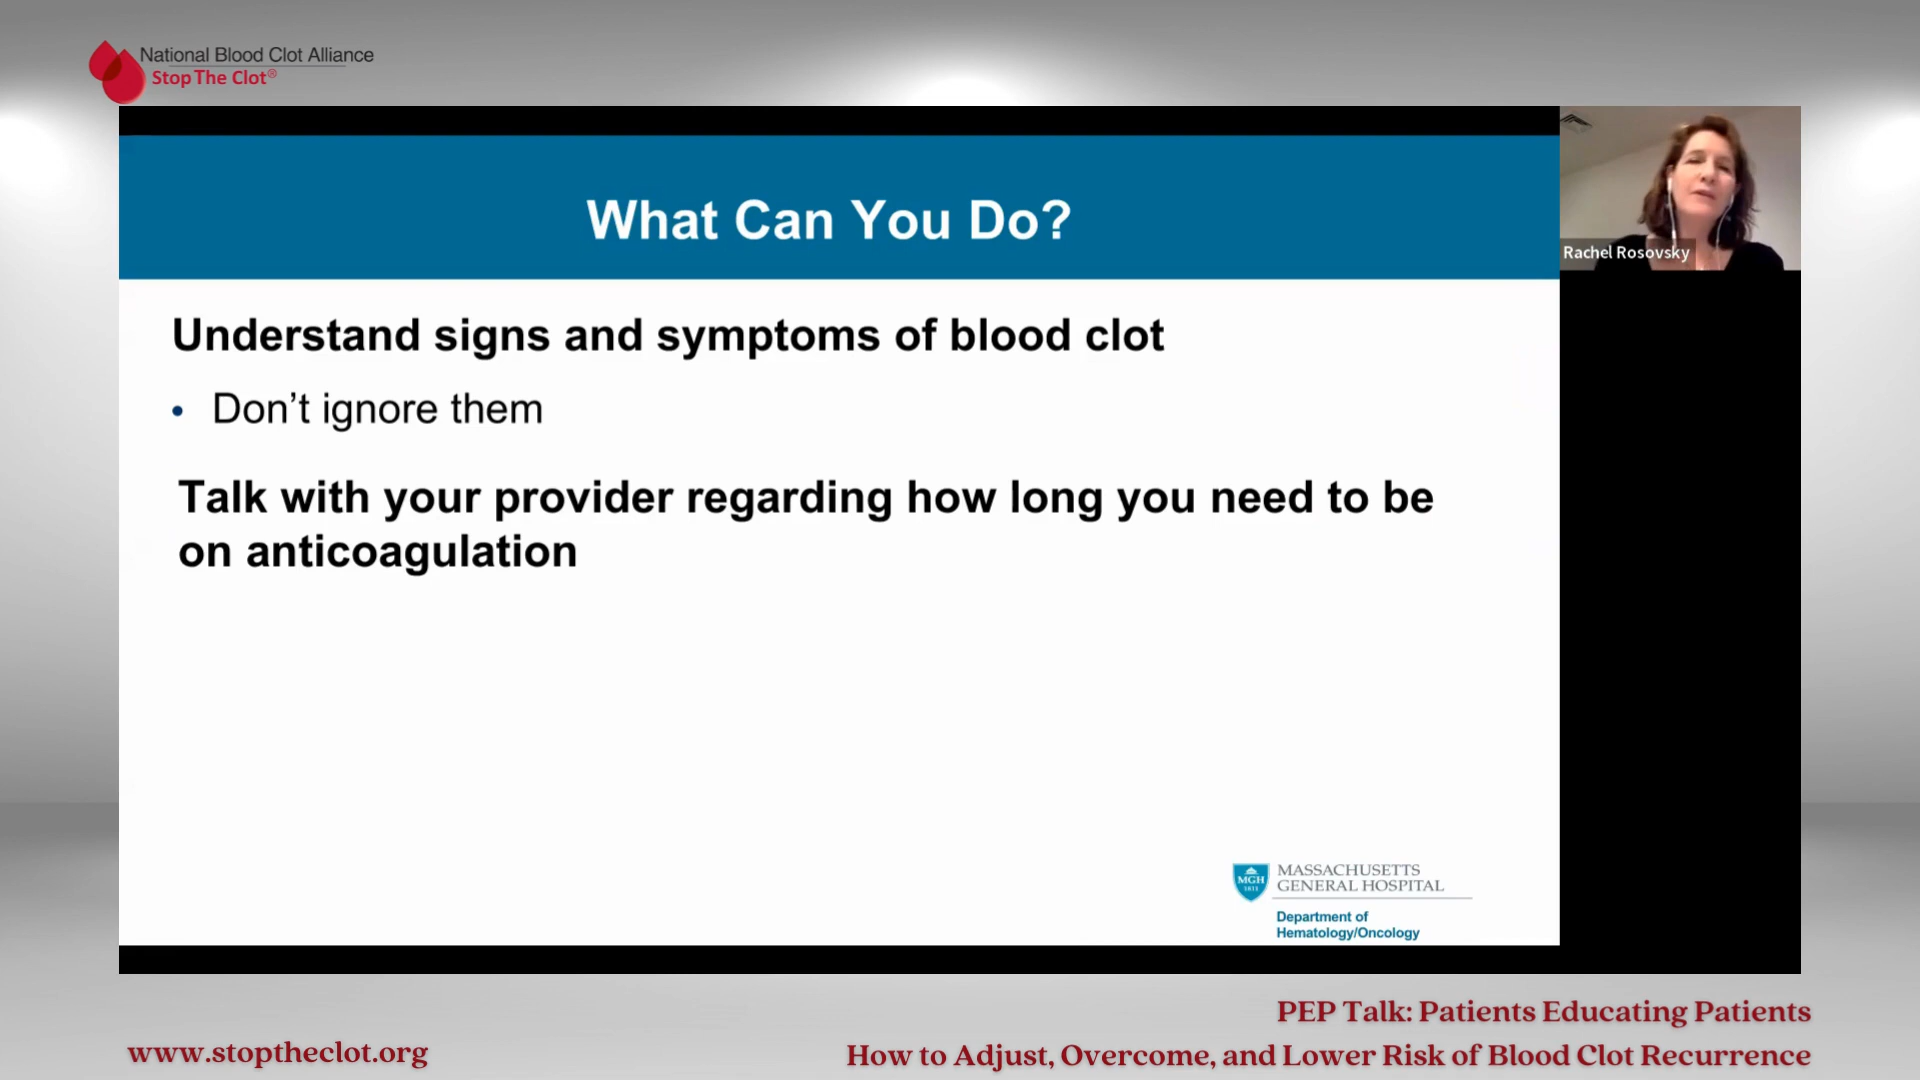 National Blood Clot Alliance
Stop The Clot®
What Can You Do?
Rachel Rosovsky
Understand signs and symptoms of blood clot
• Don’t ignore them
Talk with your provider regarding how long you need to be
on anticoagulation
MGH
1811
MASSACHUSETTS
GENERAL HOSPITAL
Department of
Hematology/Oncology
PEP Talk: Patients Educating Patients
www.stoptheclot.org
How to Adjust, Overcome, and Lower Risk of Blood Clot Recurrence